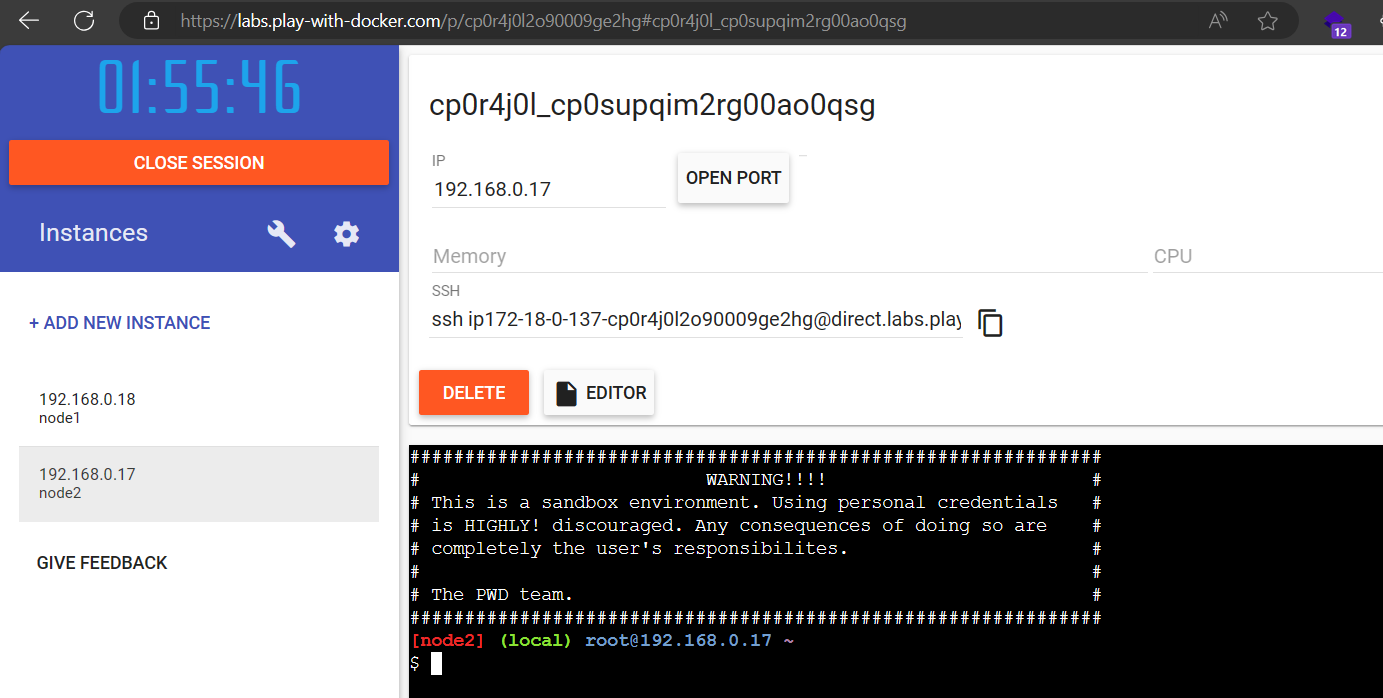 https://labs.play-with-docker.com/p/cp0r4j0l2o90009ge2hg#cp0r4j0l_cp0supqim2rg00ao0qsg
12
01:55:46
CLOSE SESSION
Instances
+ ADD NEW INSTANCE
192.168.0.18
node1
192.168.0.17
node2
GIVE FEEDBACK
cp0r4j0l_cp0supqim2rg00ao0qsg
IP
192.168.0.17
OPEN PORT
Memory
CPU
SSH
ssh ip172-18-0-137-cp0r4j0l2o90009ge2hg@direct.labs.play
DELETE
EDITOR
###############################################################
#                          WARNING!!!!                        #
# This is a sandbox environment. Using personal credentials   #
# is HIGHLY! discouraged. Any consequences of doing so are    #
# completely the user's responsibilites.                      #
#                                                             #
# The PWD team.                                               #
###############################################################
[node2] (local) root@192.168.0.17 ~
$